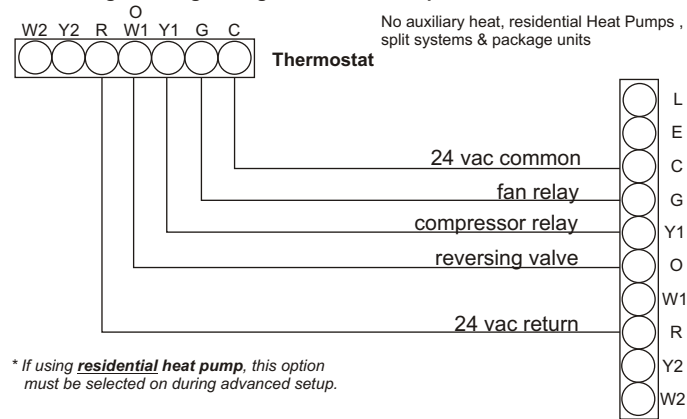 O
W2 Y2 R W1 Y1 G C
Thermostat
No auxiliary heat, residential Heat Pumps ,
split systems & package units
L
E
24 vac common C
fan relay G
compressor relay Y1
reversing valve O
W1
24 vac return R
Y2
W2
* If using residential heat pump, this option
must be selected on during advanced setup.